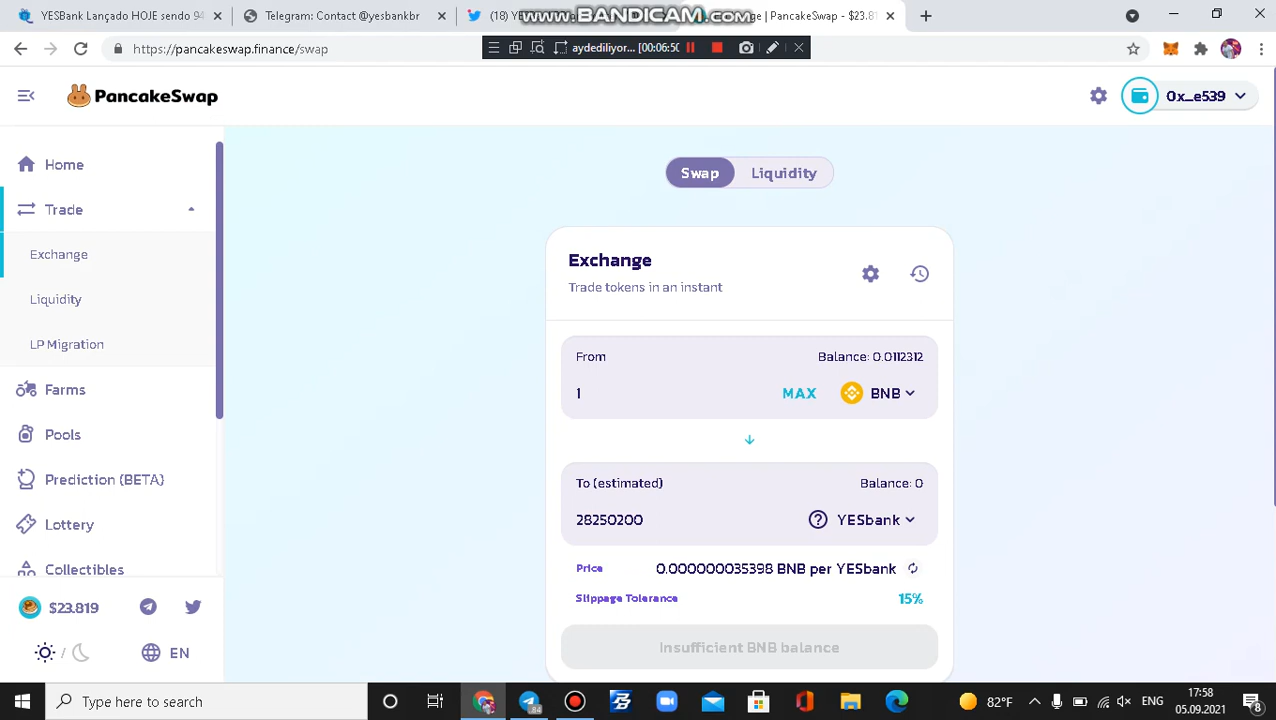 YESBank Lançado HOJE sendo 94
Telegram: Contact @yesbankbr
(18) YE
www.BANDICAM.com
ge | PancakeSwap - $23.81
https://pancakeswap.finance/swap
aydediliyor... [00:06:50
PancakeSwap
0x_e539
Home
Swap
Liquidity
Trade
Exchange
Exchange
Trade tokens in an instant
Liquidity
LP Migration
From
Balance: 0.0112312
1
MAX
BNB
Farms
Pools
Prediction (BETA)
To (estimated)
Balance: 0
28250200
YESbank
Lottery
Collectibles
Price
0.000000035398 BNB per YESbank
Slippage Tolerance
15%
$23.819
Insufficient BNB balance
/
EN
Type here to search
84
82°F
ENG
17:58
05.09.2021
8